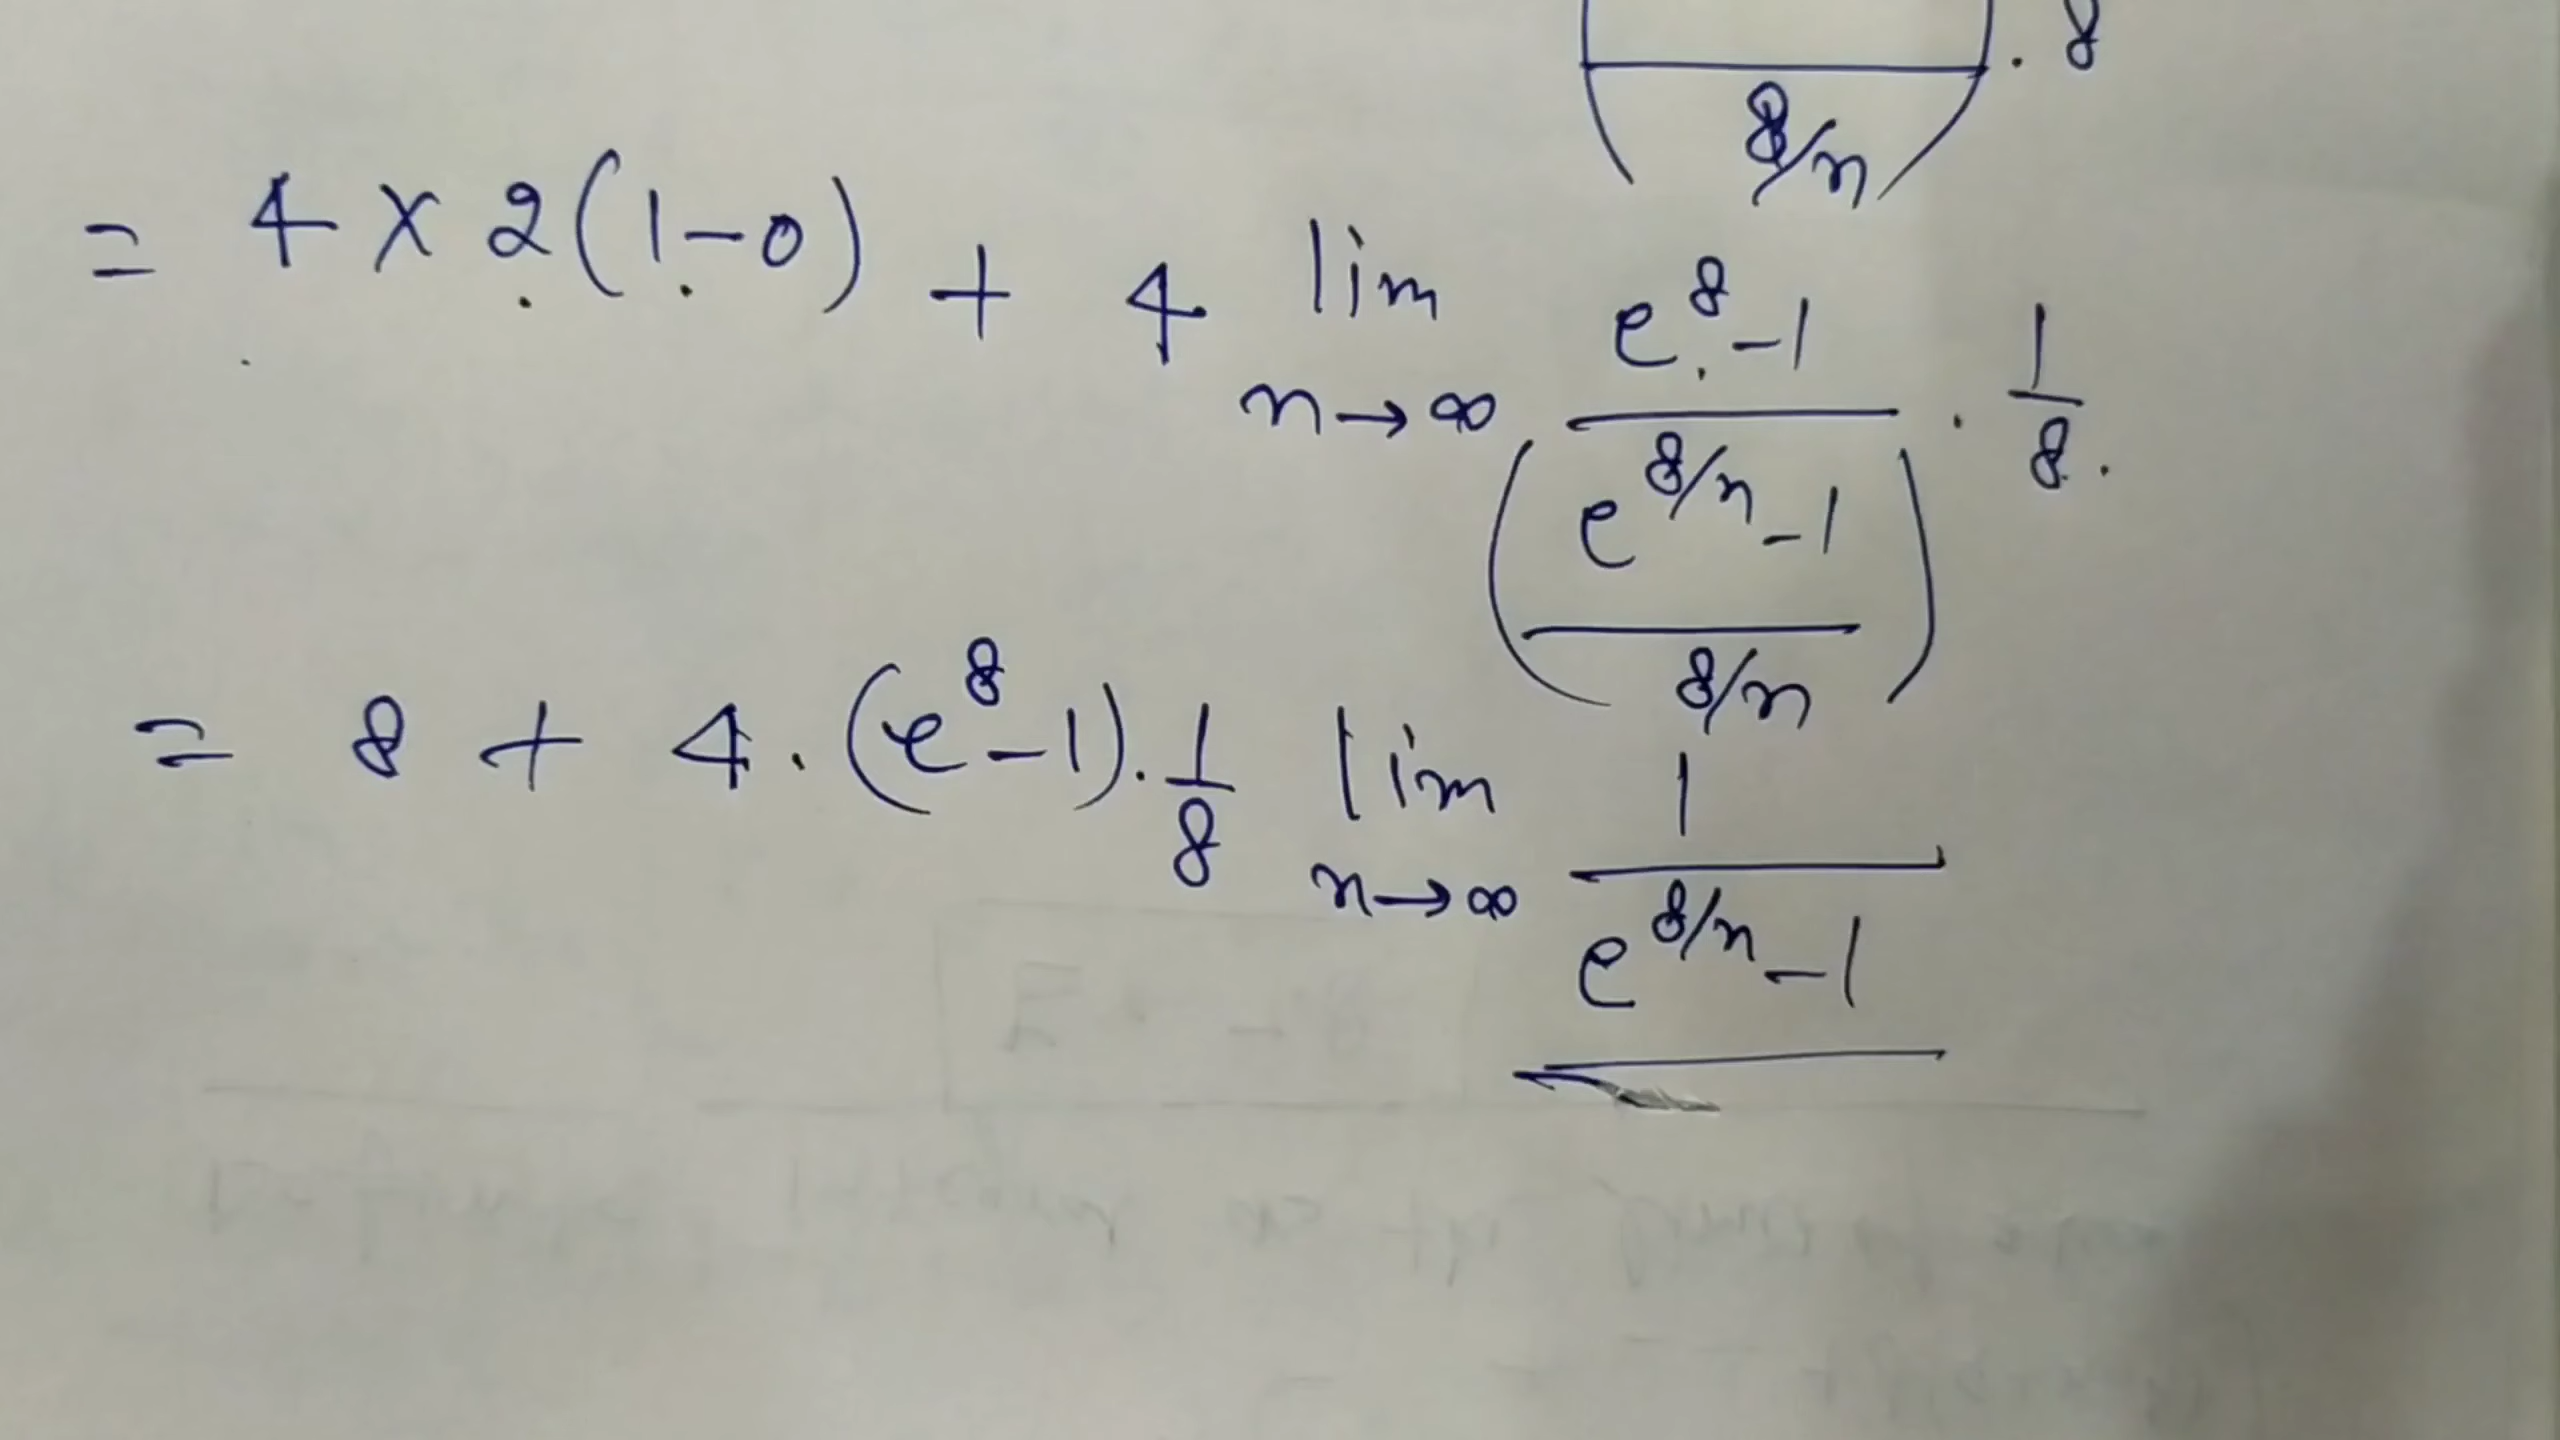 . 8
8/n
= 4 × 2(1-0) + 4 lim n→∞ e^8-1 / (e^8/n -1 / 8/n) . 1/8.
= 8 + 4.(e^8-1).1/8 lim n→∞ 1 / e^8/n -1